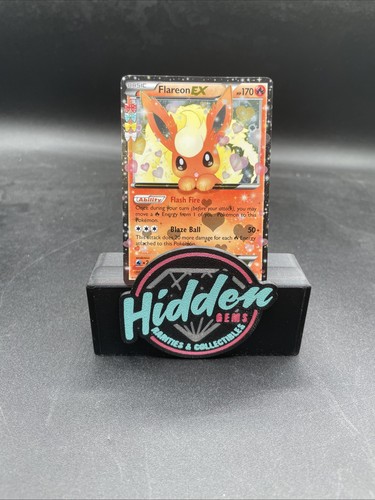 BASIC
Flareon EX
HP170
Ability Flash Fire
Once during your turn (before your attack), you may
move a Energy from 1 of your Pokémon to this
Pokémon.
Blaze Ball 50+
This attack does 20 more damage for each Energy
attached to this Pokémon.
Hidden
GEMS
RARITIES & COLLECTIBLES